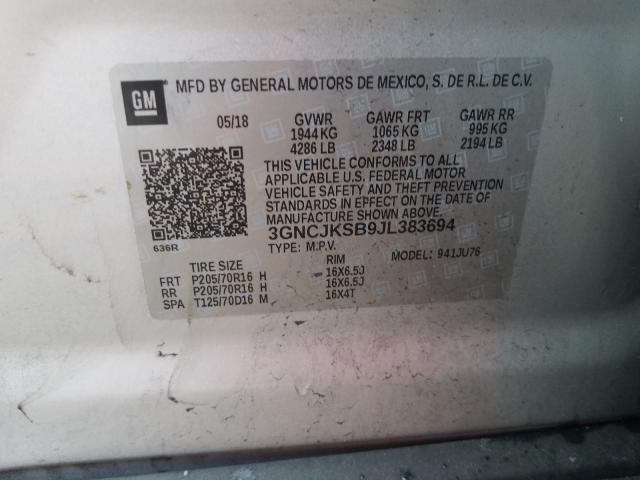 GM
MFD BY GENERAL MOTORS DE MEXICO, S. DE R.L. DE C.V.
05/18 GVWR GAWR FRT GAWR RR
1944 KG 1065 KG 995 KG
4286 LB 2348 LB 2194 LB
THIS VEHICLE CONFORMS TO ALL
APPLICABLE U.S. FEDERAL MOTOR
VEHICLE SAFETY AND THEFT PREVENTION
STANDARDS IN EFFECT ON THE DATE
OF MANUFACTURE SHOWN ABOVE.
3GNCJKSB9JL383694
636R
TYPE: M.P.V. MODEL: 941JU76
TIRE SIZE RIM
FRT P205/70R16 H 16X6.5J
RR P205/70R16 H 16X6.5J
SPA T125/70D16 M 16X4T